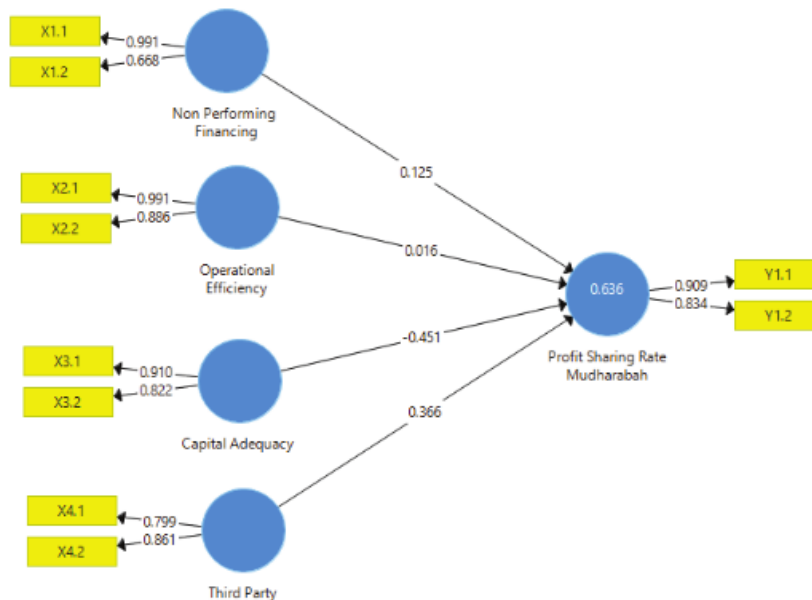 X1.1
0.991
X1.2
0.668
Non Performing
Financing
0.125
X2.1
0.991
X2.2
0.886
Operational
Efficiency
0.016
0.636
0.909
Y1.1
0.834
Y1.2
Profit Sharing Rate
Mudharabah
X3.1
0.910
X3.2
0.822
Capital Adequacy
-0.451
0.366
X4.1
0.799
X4.2
0.861
Third Party